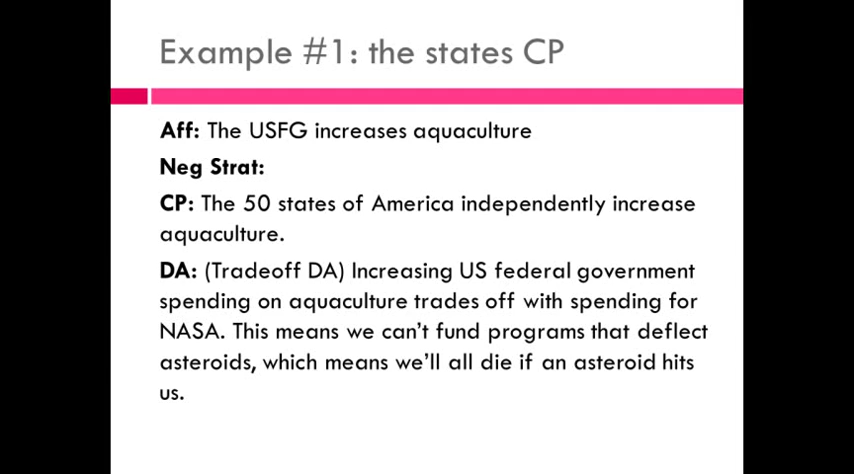 Example #1: the states CP
Aff: The USFG increases aquaculture
Neg Strat:
CP: The 50 states of America independently increase
aquaculture.
DA: (Tradeoff DA) Increasing US federal government
spending on aquaculture trades off with spending for
NASA. This means we can't fund programs that deflect
asteroids, which means we'll all die if an asteroid hits
us.